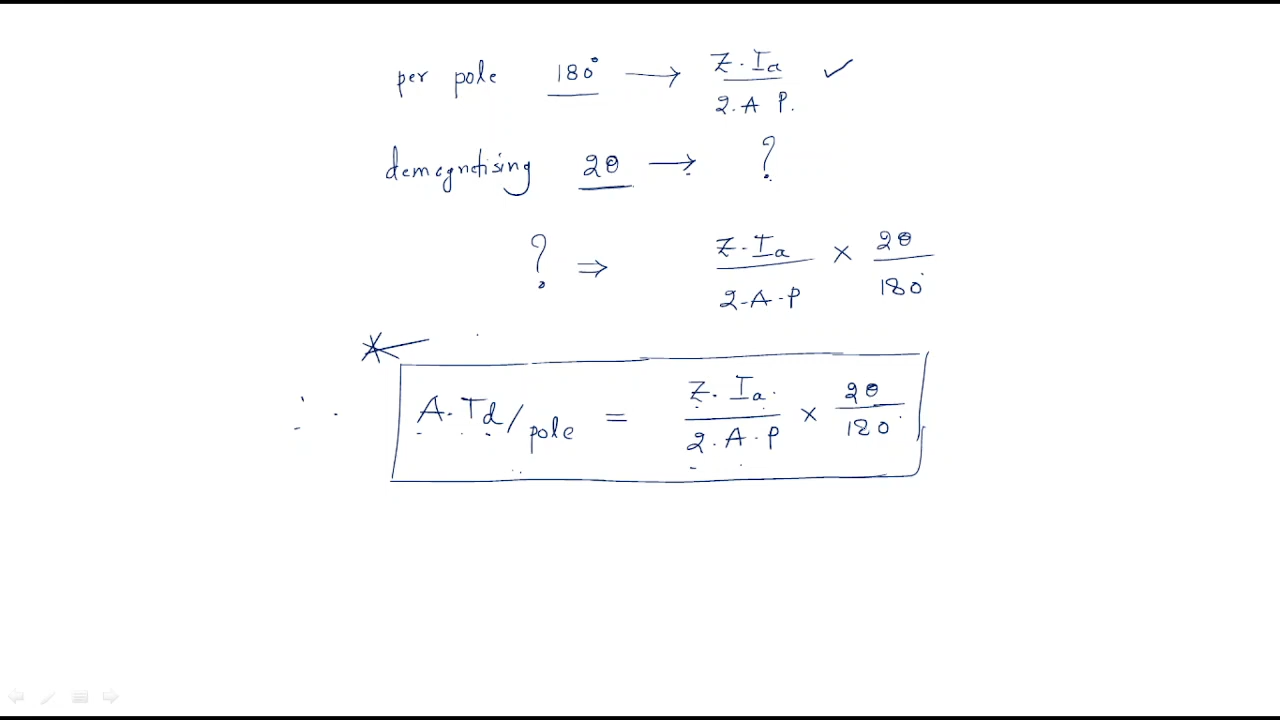 per pole 180° → Z·Ia / 2·A P. ✓
demagnetising 2θ → ?
? ⇒ Z·Ia / 2·A·P × 2θ / 180°
∴ A·Td/pole = Z·Ia / 2·A·P × 2θ / 180°